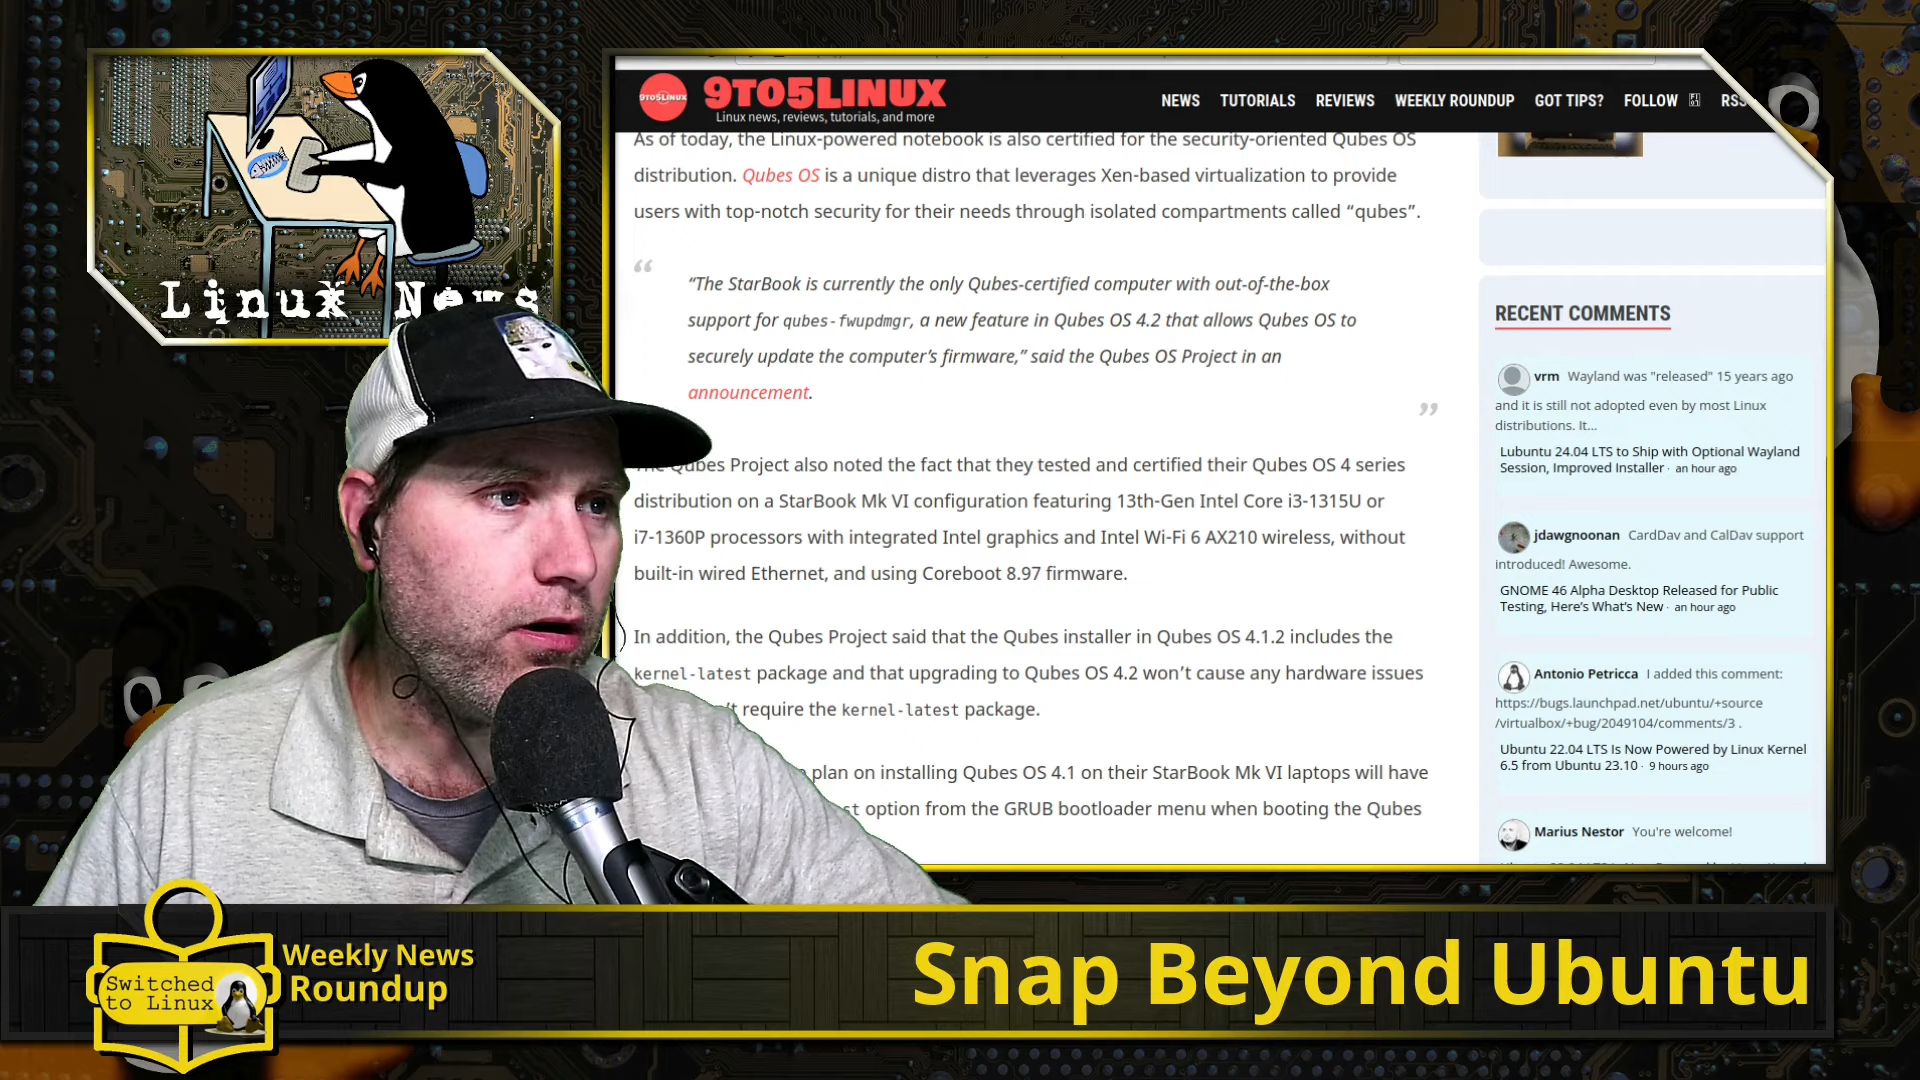 Linux News
9TO5LINUX
9TO5LINUX
Linux news, reviews, tutorials, and more
NEWS TUTORIALS REVIEWS WEEKLY ROUNDUP GOT TIPS? FOLLOW RSS
As of today, the Linux-powered notebook is also certified for the security-oriented Qubes OS
distribution. Qubes OS is a unique distro that leverages Xen-based virtualization to provide
users with top-notch security for their needs through isolated compartments called “qubes”.
“The StarBook is currently the only Qubes-certified computer with out-of-the-box
support for qubes-fwupdmgr, a new feature in Qubes OS 4.2 that allows Qubes OS to
securely update the computer’s firmware,” said the Qubes OS Project in an
announcement.
The Qubes Project also noted the fact that they tested and certified their Qubes OS 4 series
distribution on a StarBook Mk VI configuration featuring 13th-Gen Intel Core i3-1315U or
i7-1360P processors with integrated Intel graphics and Intel Wi-Fi 6 AX210 wireless, without
built-in wired Ethernet, and using Coreboot 8.97 firmware.
In addition, the Qubes Project said that the Qubes installer in Qubes OS 4.1.2 includes the
kernel-latest package and that upgrading to Qubes OS 4.2 won’t cause any hardware issues
require the kernel-latest package.
plan on installing Qubes OS 4.1 on their StarBook Mk VI laptops will have
option from the GRUB bootloader menu when booting the Qubes
RECENT COMMENTS
vrm Wayland was "released" 15 years ago
and it is still not adopted even by most Linux
distributions. It...
Lubuntu 24.04 LTS to Ship with Optional Wayland
Session, Improved Installer · an hour ago
jdawgnoonan CardDav and CalDav support
introduced! Awesome.
GNOME 46 Alpha Desktop Released for Public
Testing, Here’s What’s New · an hour ago
Antonio Petricca I added this comment:
https://bugs.launchpad.net/ubuntu/+source
/virtualbox/+bug/2049104/comments/3 .
Ubuntu 22.04 LTS Is Now Powered by Linux Kernel
6.5 from Ubuntu 23.10 · 9 hours ago
Marius Nestor You're welcome!
Switched
to Linux
Weekly News
Roundup
Snap Beyond Ubuntu